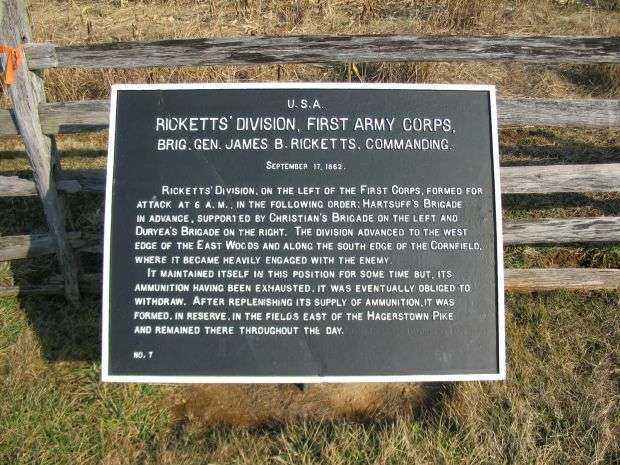 U.S.A.
RICKETTS' DIVISION, FIRST ARMY CORPS,
BRIG. GEN. JAMES B. RICKETTS, COMMANDING.
SEPTEMBER 17, 1862.
RICKETTS' DIVISION, ON THE LEFT OF THE FIRST CORPS, FORMED FOR
ATTACK AT 6 A.M., IN THE FOLLOWING ORDER: HARTSUFF'S BRIGADE
IN ADVANCE, SUPPORTED BY CHRISTIAN'S BRIGADE ON THE LEFT AND
DURYEA'S BRIGADE ON THE RIGHT. THE DIVISION ADVANCED TO THE WEST
EDGE OF THE EAST WOODS AND ALONG THE SOUTH EDGE OF THE CORNFIELD,
WHERE IT BECAME HEAVILY ENGAGED WITH THE ENEMY.
IT MAINTAINED ITSELF IN THIS POSITION FOR SOME TIME BUT, ITS
AMMUNITION HAVING BEEN EXHAUSTED, IT WAS EVENTUALLY OBLIGED TO
WITHDRAW. AFTER REPLENISHING ITS SUPPLY OF AMMUNITION, IT WAS
FORMED, IN RESERVE, IN THE FIELDS EAST OF THE HAGERSTOWN PIKE
AND REMAINED THERE THROUGHOUT THE DAY.
NO. 7